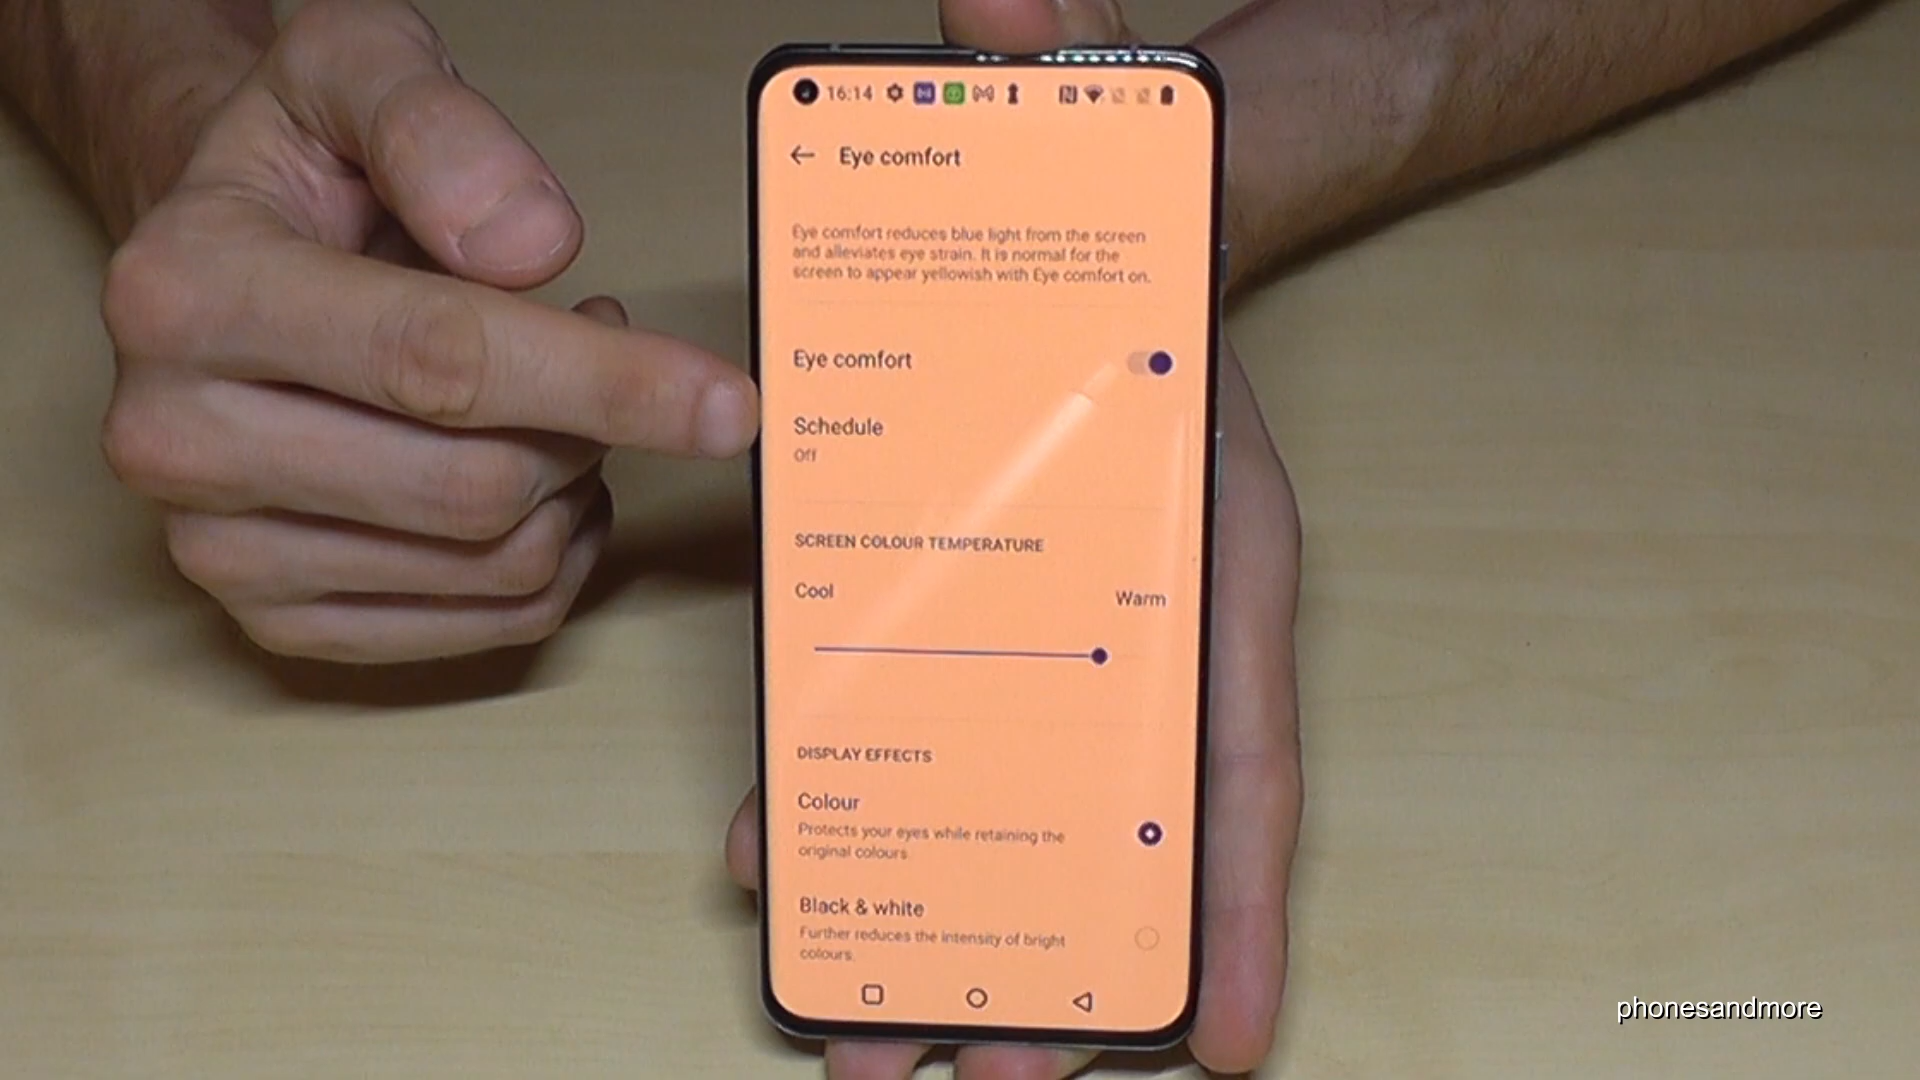 16:14
Eye comfort
Eye comfort reduces blue light from the screen
and alleviates eye strain. It is normal for the
screen to appear yellowish with Eye comfort on.
Eye comfort
Schedule
Off
SCREEN COLOUR TEMPERATURE
Cool
Warm
DISPLAY EFFECTS
Colour
Protects your eyes while retaining the
original colours
Black & white
Further reduces the intensity of bright
colours.
phonesandmore